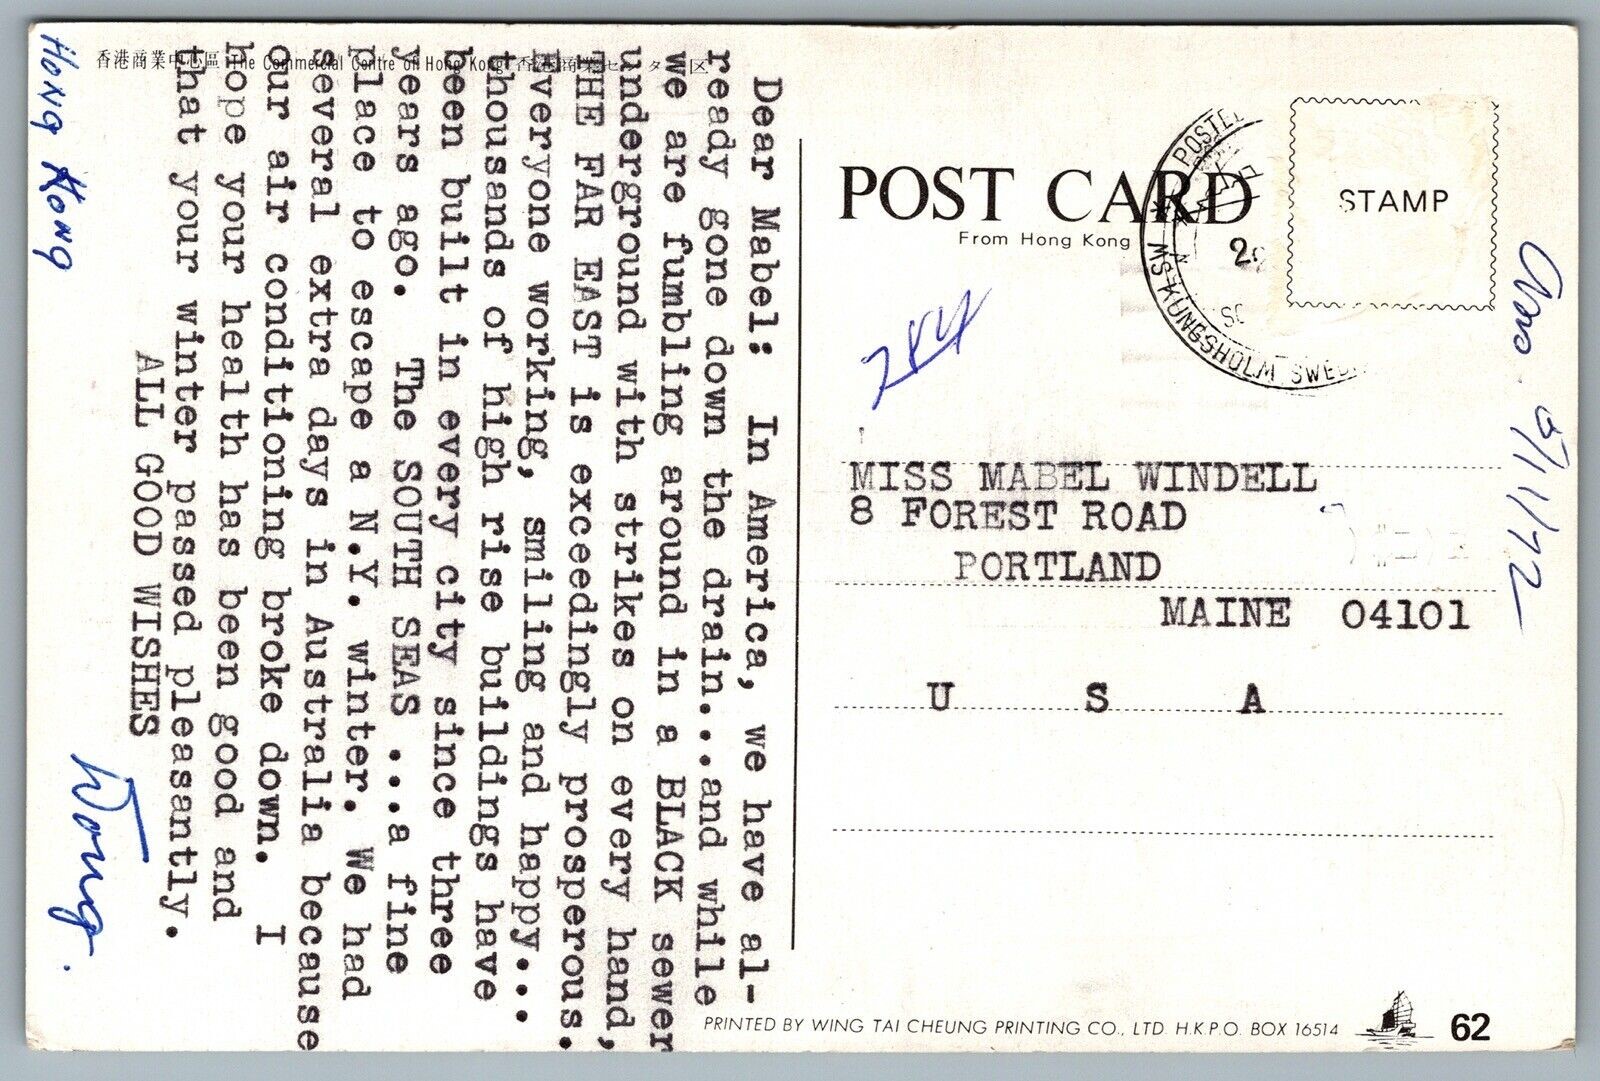 香港商業中心區 The Commercial Centre of Hong Kong
HONG KONG
Dear Mabel: In America, we have al-
ready gone down the drain...and while
we are fumbling around in a BLACK sewer
underground with strikes on every hand,
THE FAR EAST is exceedingly prosperous.
Everyone working, smiling and happy....
thousands of high rise buildings have
been built in every city since three
years ago. The SOUTH SEAS ...a fine
place to escape a N.Y. winter. We had
several extra days in Australia because
our air conditioning broke down. I
hope your health has been good and
that your winter passed pleasantly.
ALL GOOD WISHES
POST CARD
From Hong Kong
STAMP
M.S. KUNGSHOLM SWED
284
5/11/72
MISS MABEL WINDELL
8 FOREST ROAD
PORTLAND
MAINE 04101
U S A
PRINTED BY WING TAI CHEUNG PRINTING CO., LTD. H.K.P.O. BOX 16514
62